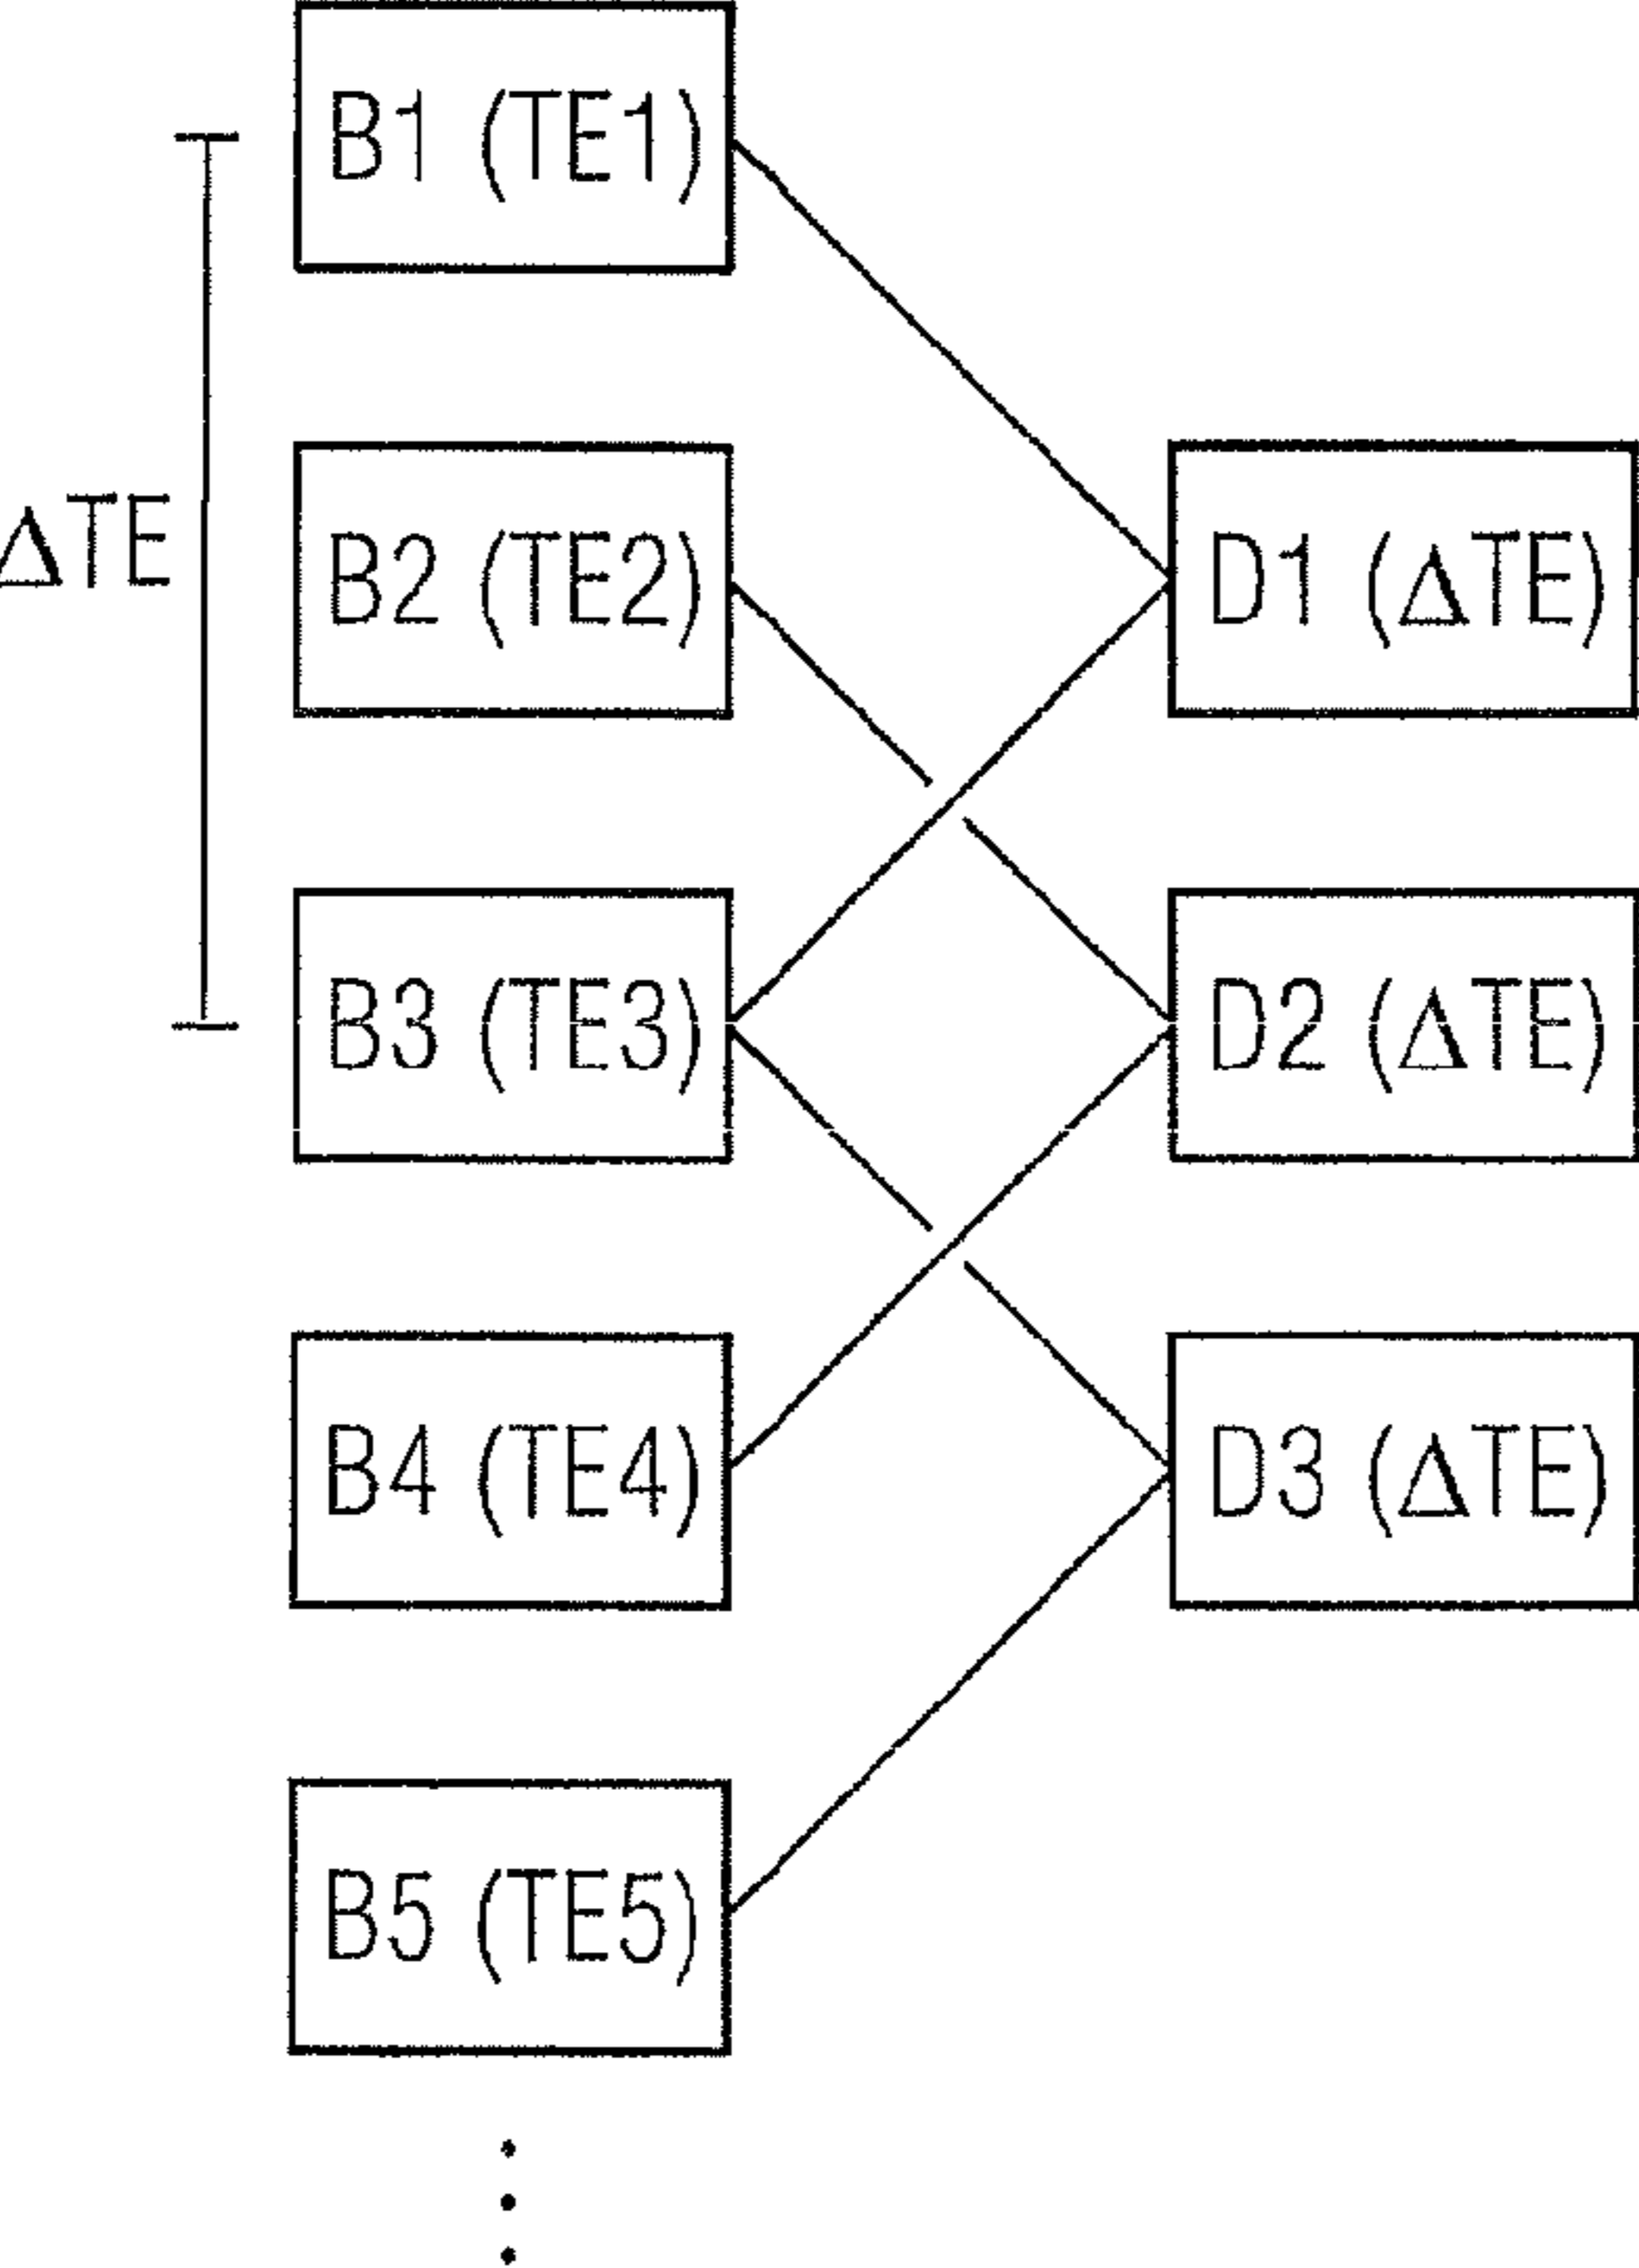 B1 (TE1)
ΔTE
B2 (TE2)
D1 (ΔTE)
B3 (TE3)
D2 (ΔTE)
B4 (TE4)
D3 (ΔTE)
B5 (TE5)